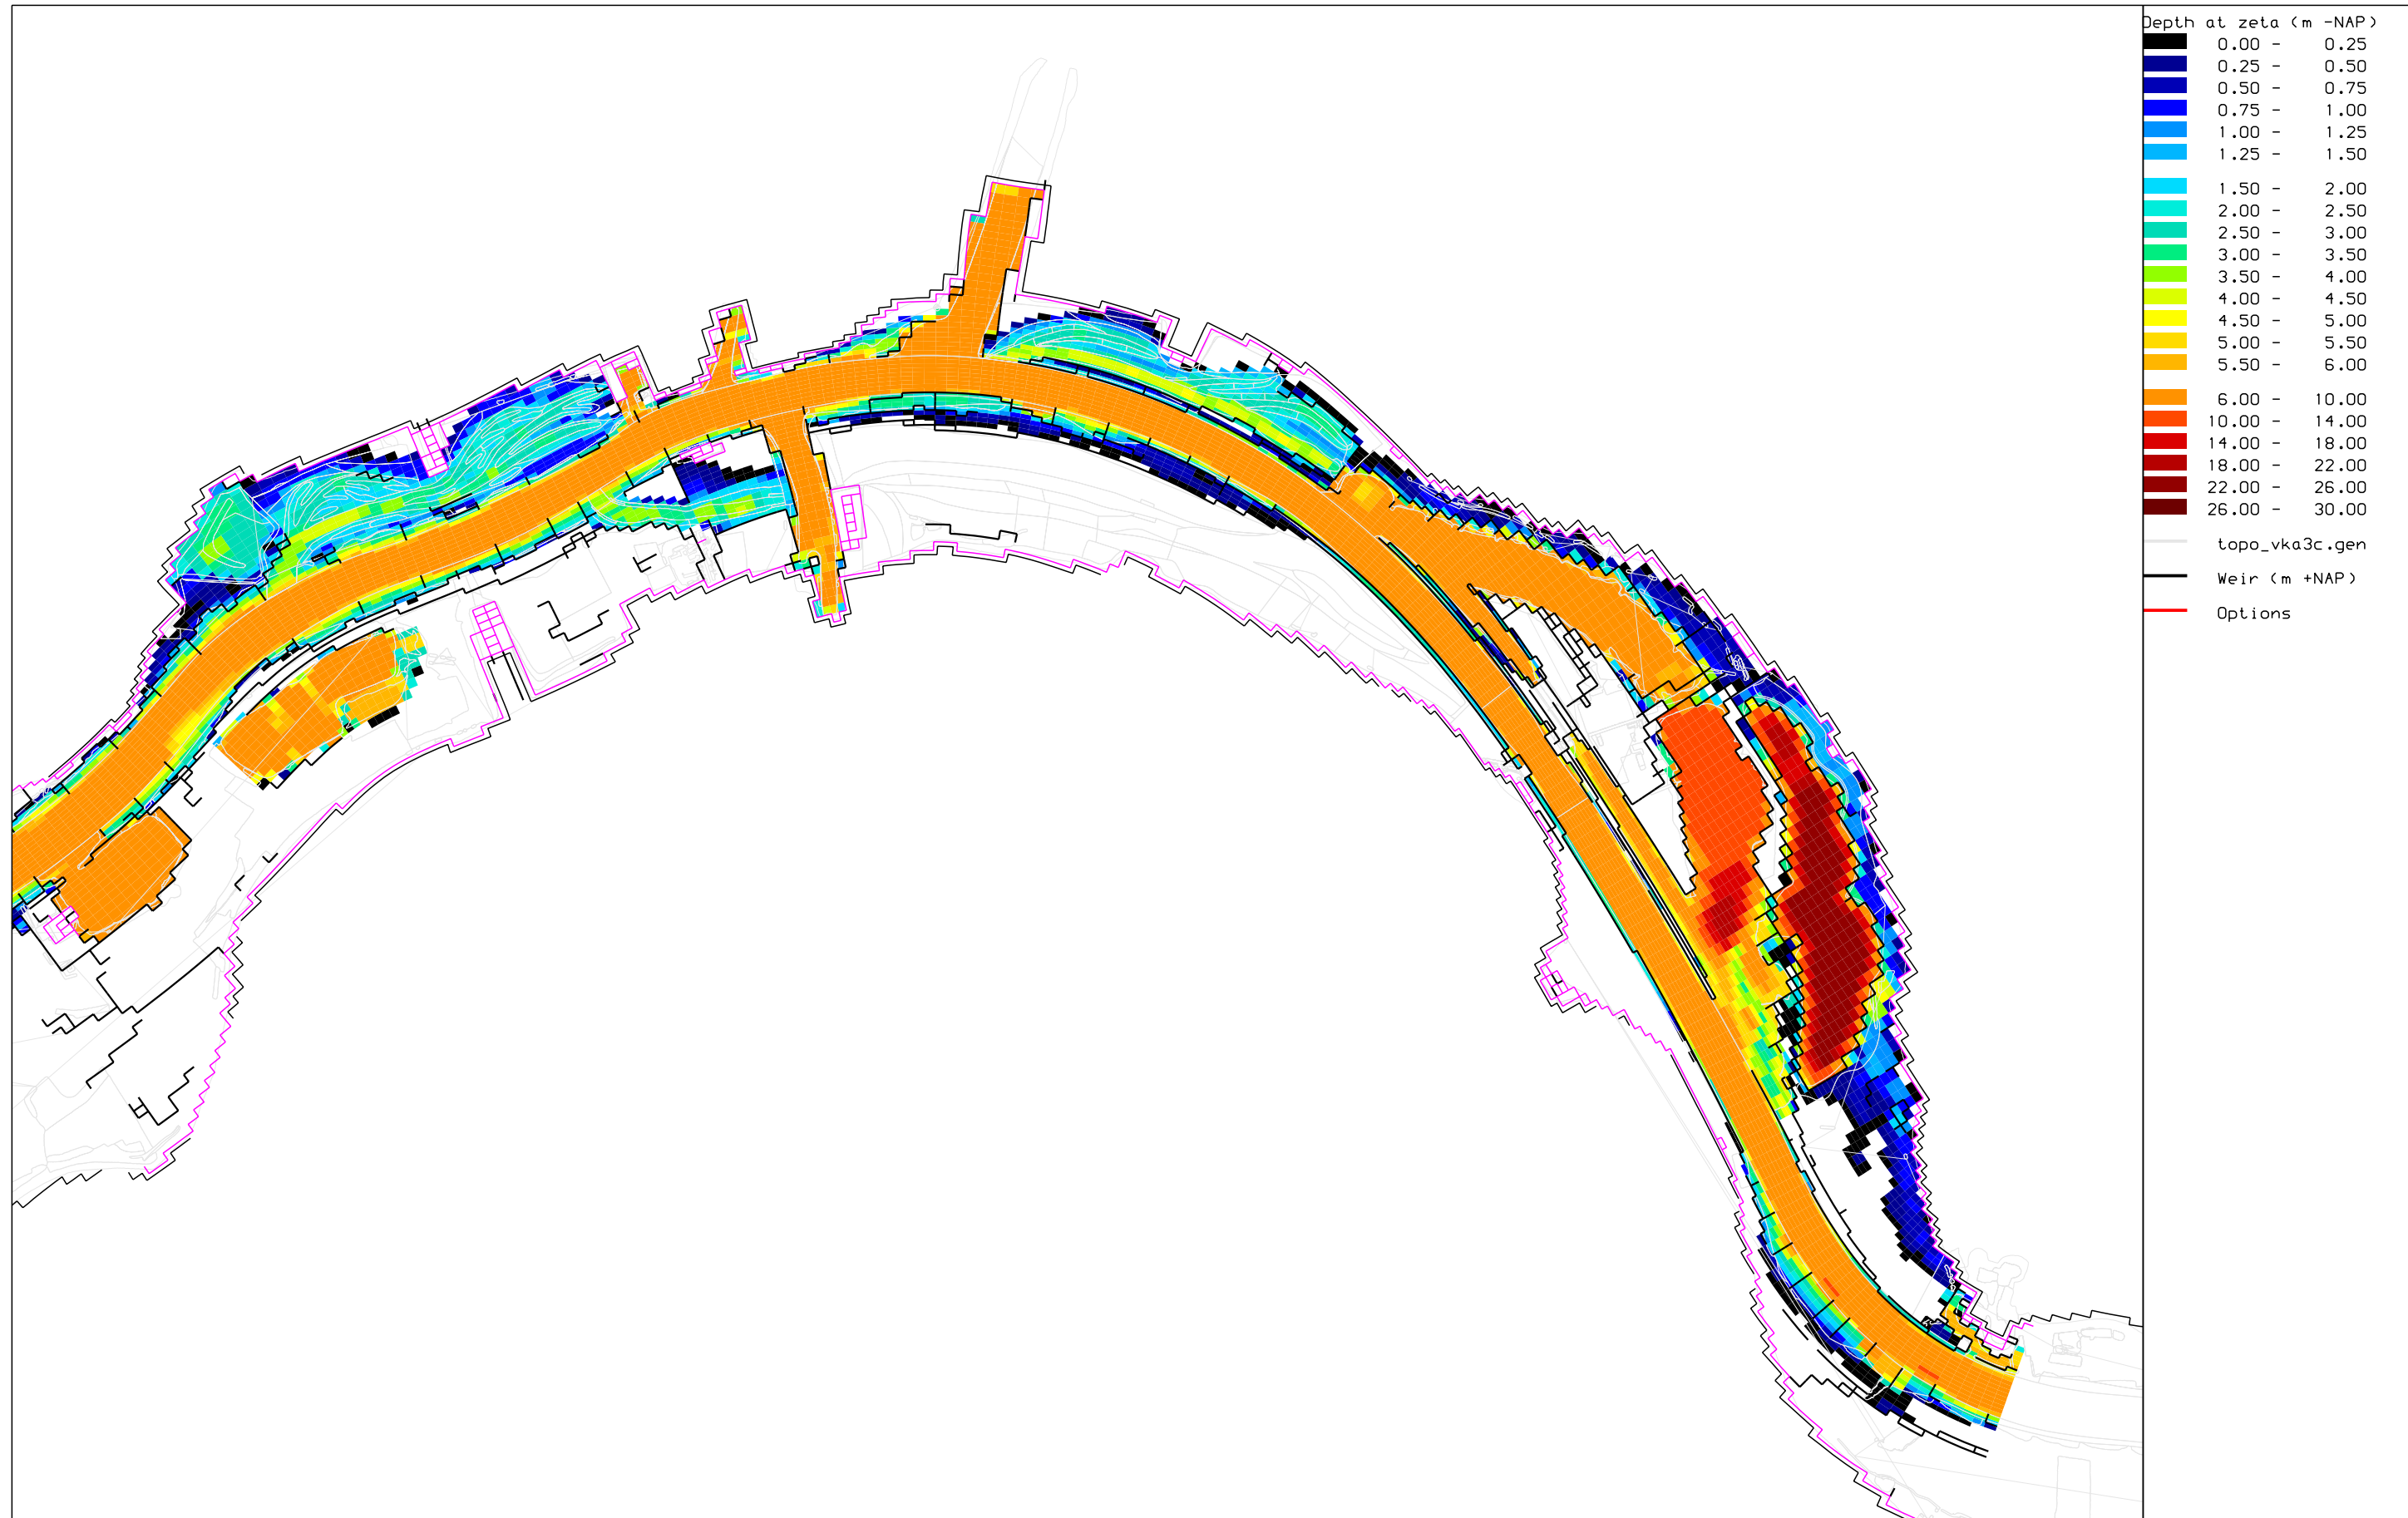 Depth at zeta (m -NAP)
0.00 - 0.25
0.25 - 0.50
0.50 - 0.75
0.75 - 1.00
1.00 - 1.25
1.25 - 1.50
1.50 - 2.00
2.00 - 2.50
2.50 - 3.00
3.00 - 3.50
3.50 - 4.00
4.00 - 4.50
4.50 - 5.00
5.00 - 5.50
5.50 - 6.00
6.00 - 10.00
10.00 - 14.00
14.00 - 18.00
18.00 - 22.00
22.00 - 26.00
26.00 - 30.00
topo_vka3c.gen
Weir (m +NAP)
Options